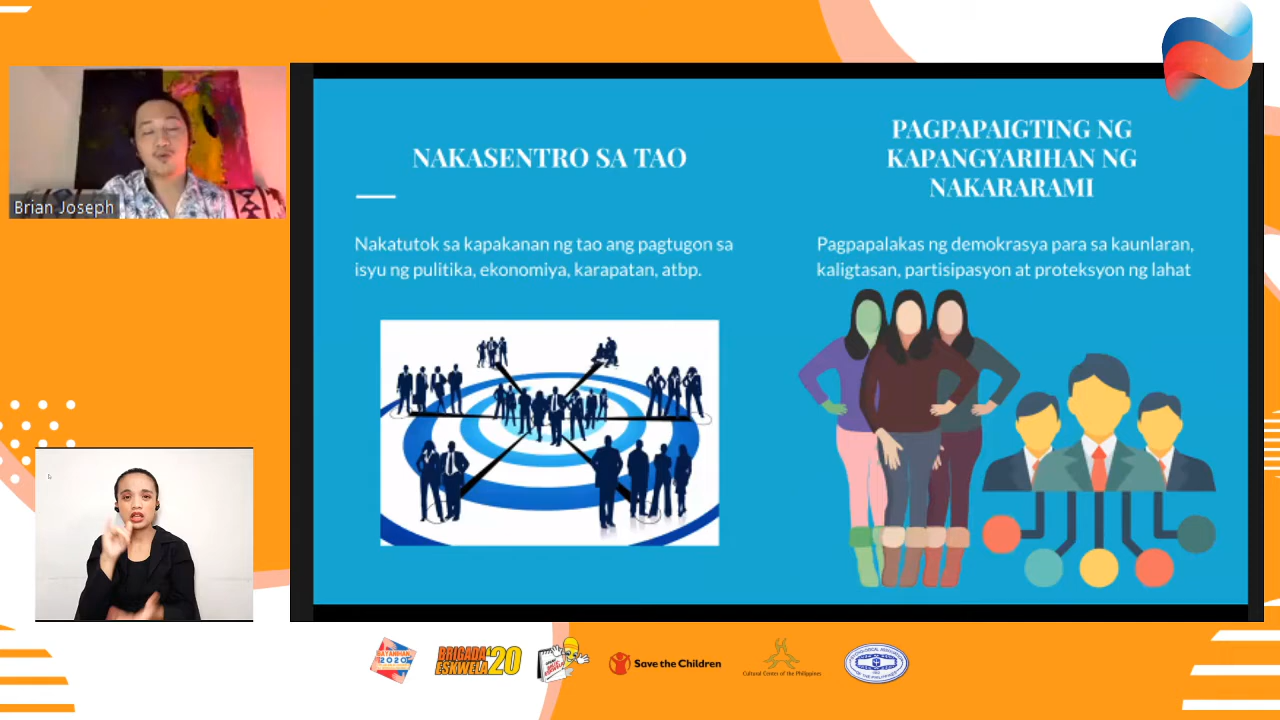 Brian Joseph
NAKASENTRO SA TAO
Nakatutok sa kapakanan ng tao ang pagtugon sa
isyu ng pulitika, ekonomiya, karapatan, atbp.
PAGPAPAIGTING NG
KAPANGYARIHAN NG
NAKARARAMI
Pagpapalakas ng demokrasya para sa kaunlaran,
kaligtasan, partisipasyon at proteksyon ng lahat
BAYANIHAN
2020
BRIGADA
ESKWELA
'20
Save the Children
Cultural Center of the Philippines